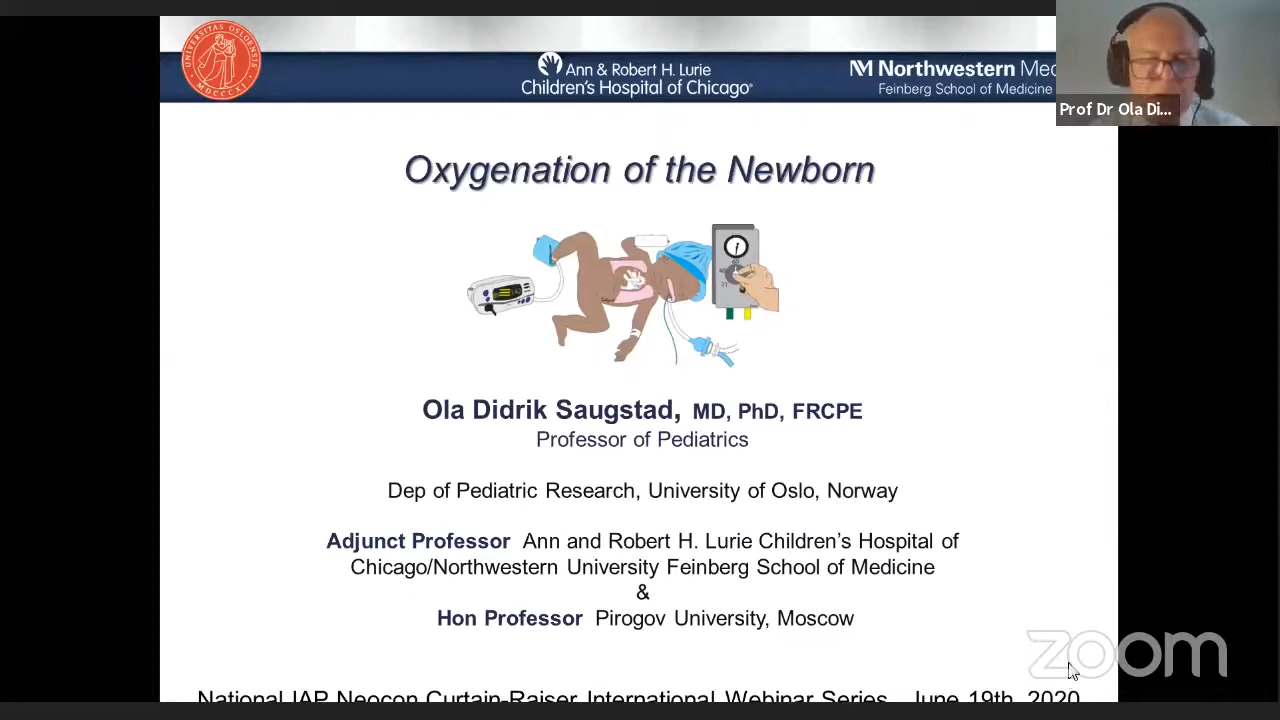 UNIVERSITAS OSLOENSIS
MDCCCXI
Ann & Robert H. Lurie
Children's Hospital of Chicago®
Northwestern Med
Feinberg School of Medicine
Prof Dr Ola Di...
Oxygenation of the Newborn
21
Ola Didrik Saugstad, MD, PhD, FRCPE
Professor of Pediatrics
Dep of Pediatric Research, University of Oslo, Norway
Adjunct Professor Ann and Robert H. Lurie Children's Hospital of
Chicago/Northwestern University Feinberg School of Medicine
&
Hon Professor Pirogov University, Moscow
zoom
National IAP Neocon Curtain-Raiser International Webinar Series June 19th, 2020